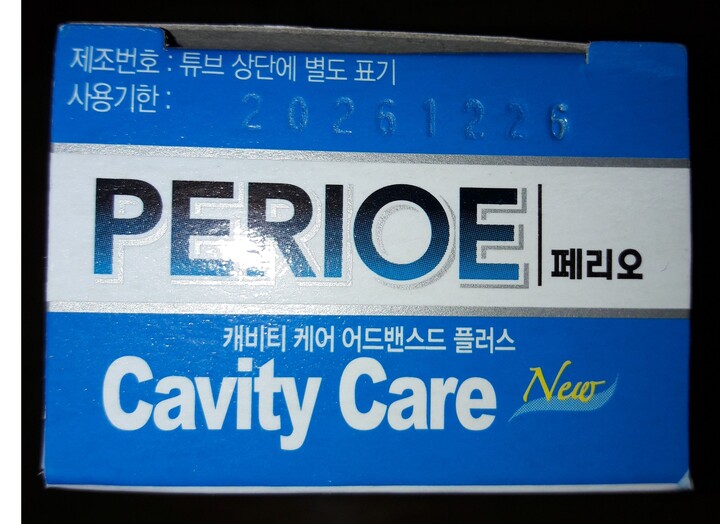 제조번호 : 튜브 상단에 별도 표기
사용기한 : 20261226
PERIOE 페리오
캐비티 케어 어드밴스드 플러스
Cavity Care New